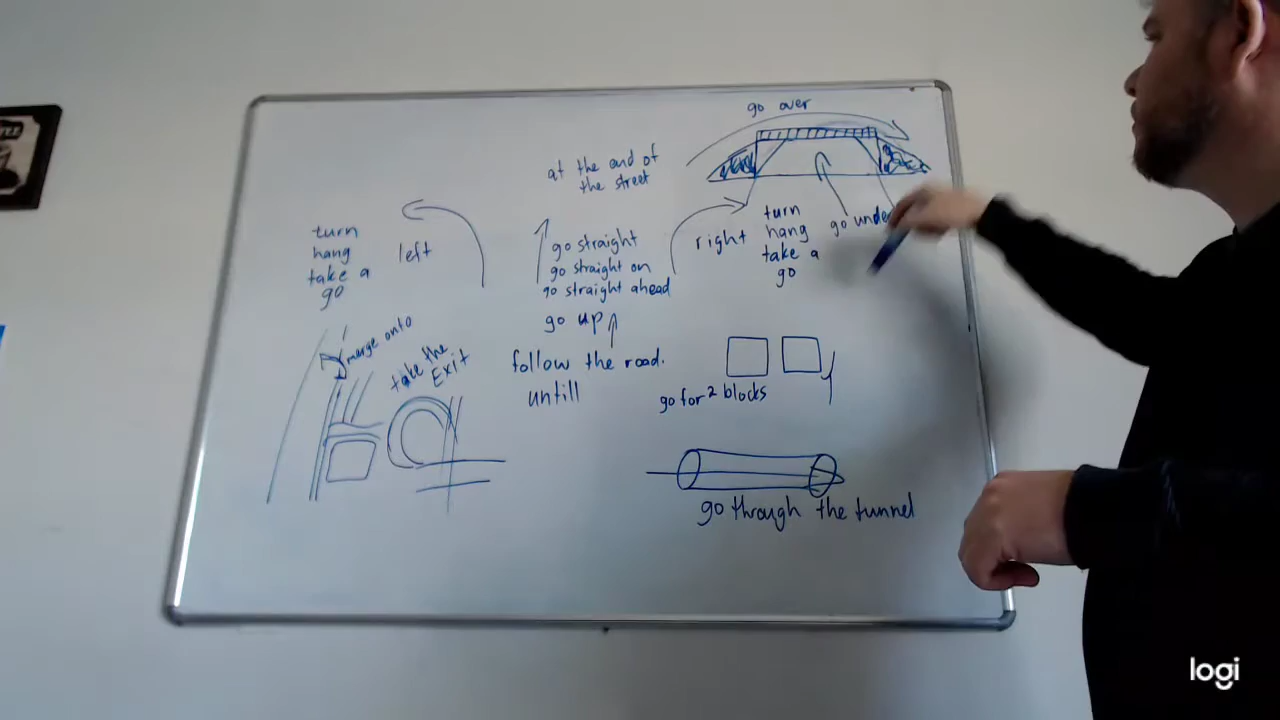 go over
at the end of
the street
turn
hang
take a
go
left
go straight
go straight on
go straight ahead
go up
follow the road.
untill
right
turn
hang
take a
go
go under
merge onto
take the
Exit
go for 2 blocks
go through the tunnel
logi